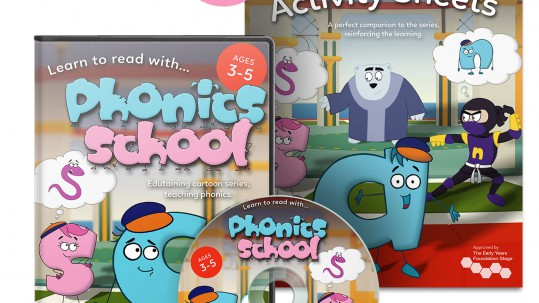 Activity Sheets
A perfect companion to the series,
reinforcing the learning.
Learn to read with...
AGES
3-5
Phonics
School
Edutaining cartoon series,
teaching phonics.
Learn to read with...
Phonics
School
AGES
3-5
n
Approved by
The Early Years
Foundation Stage